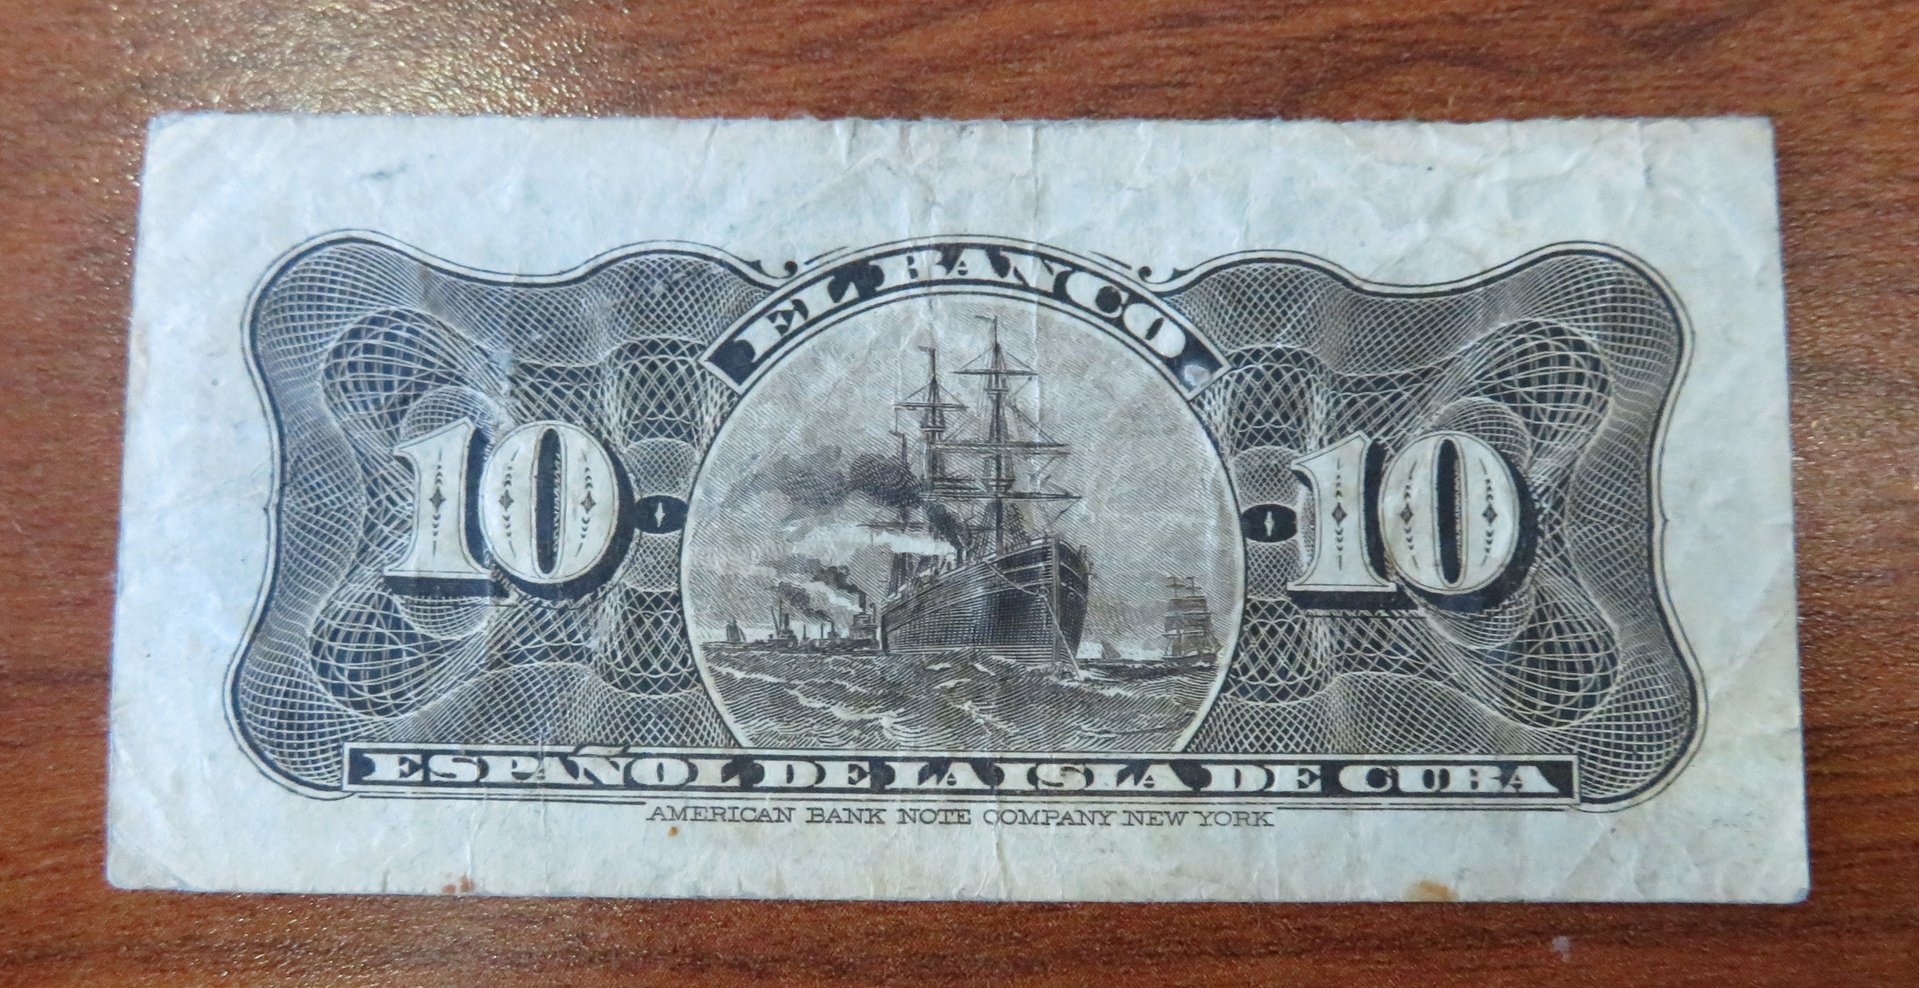 EL BANCO
10 10
ESPAÑOL DE LA ISLA DE CUBA
AMERICAN BANK NOTE COMPANY NEW YORK